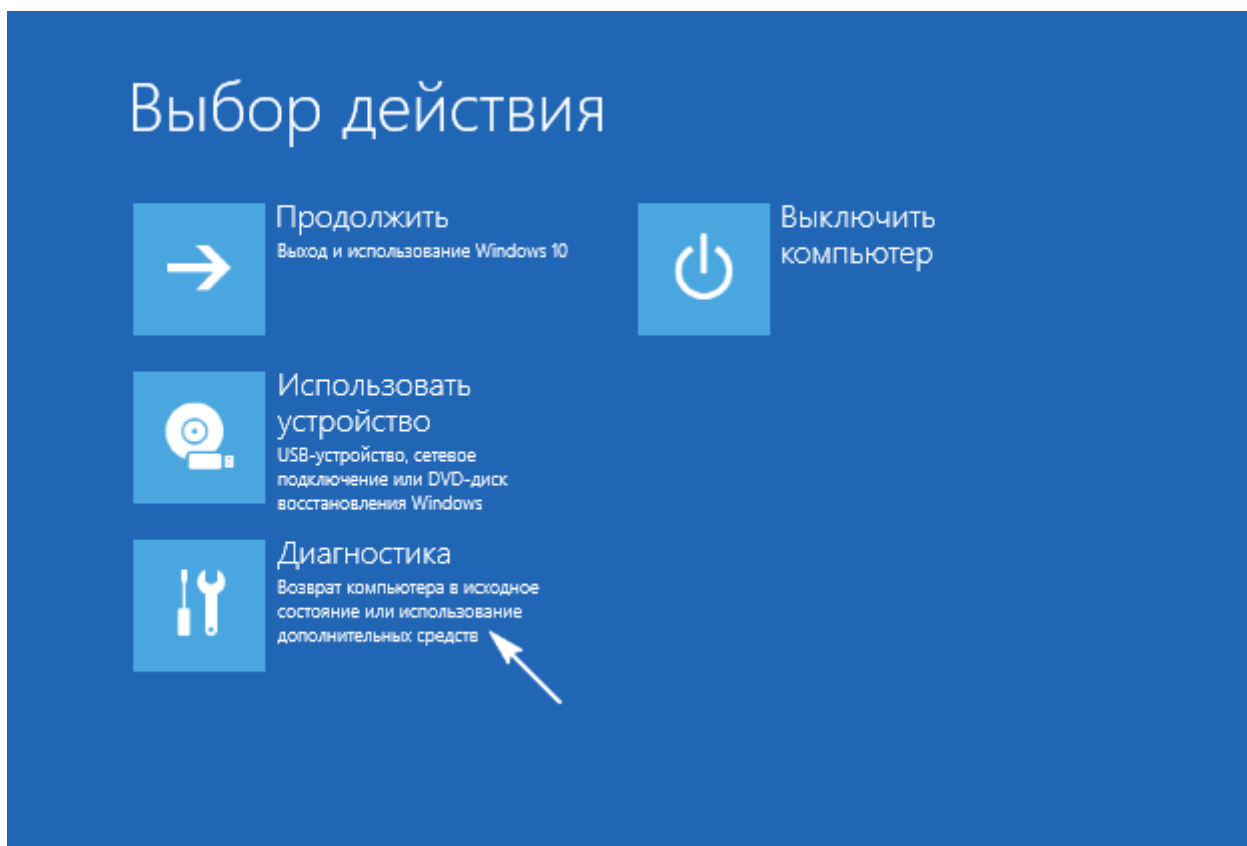 Выбор действия
Продолжить
Выход и использование Windows 10
Использовать
устройство
USB-устройство, сетевое
подключение или DVD-диск
восстановления Windows
Диагностика
Возврат компьютера в исходное
состояние или использование
дополнительных средств
Выключить
компьютер